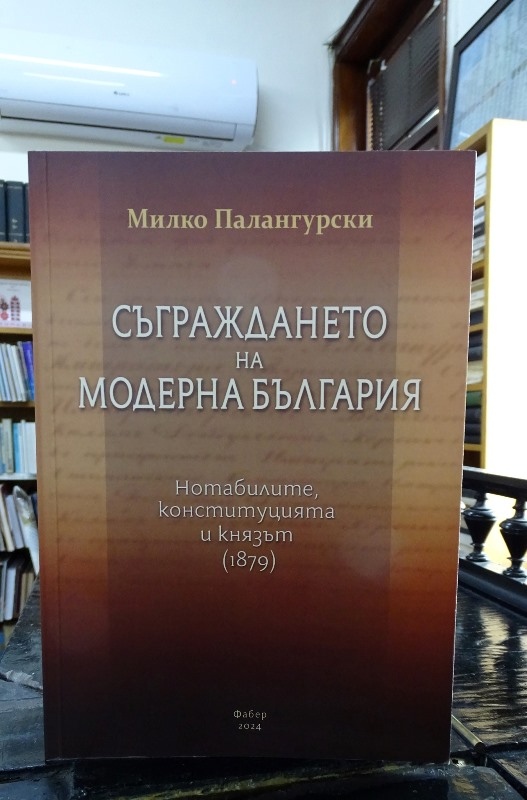 Милко Палангурски
СЪГРАЖДАНЕТО
НА
МОДЕРНА БЪЛГАРИЯ
Нотабилите,
конституцията
и князът
(1879)
Фабер
2024